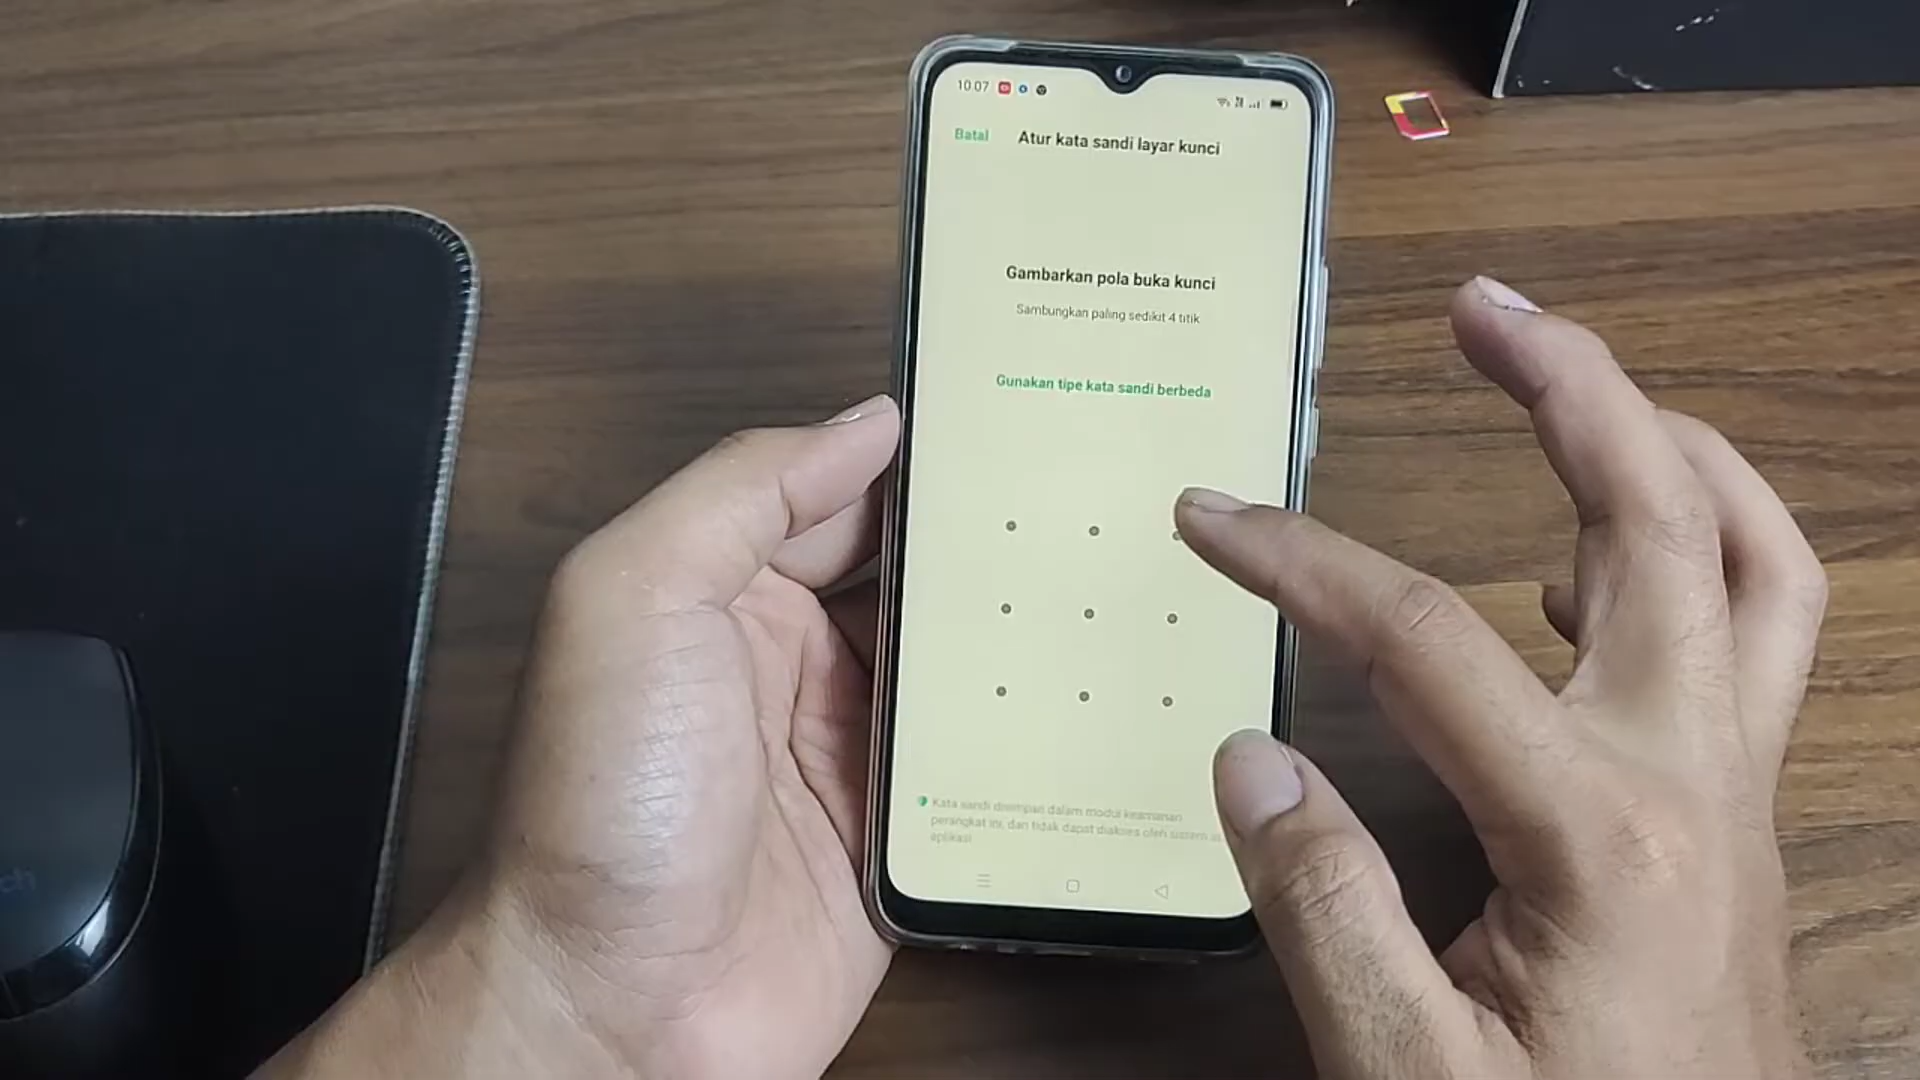 10.07
Batal
Atur kata sandi layar kunci
Gambarkan pola buka kunci
Sambungkan paling sedikit 4 titik
Gunakan tipe kata sandi berbeda
Kata sandi disimpan dalam modul keamanan
perangkat ini, dan tidak dapat diakses oleh sistem
aplikasi
ch